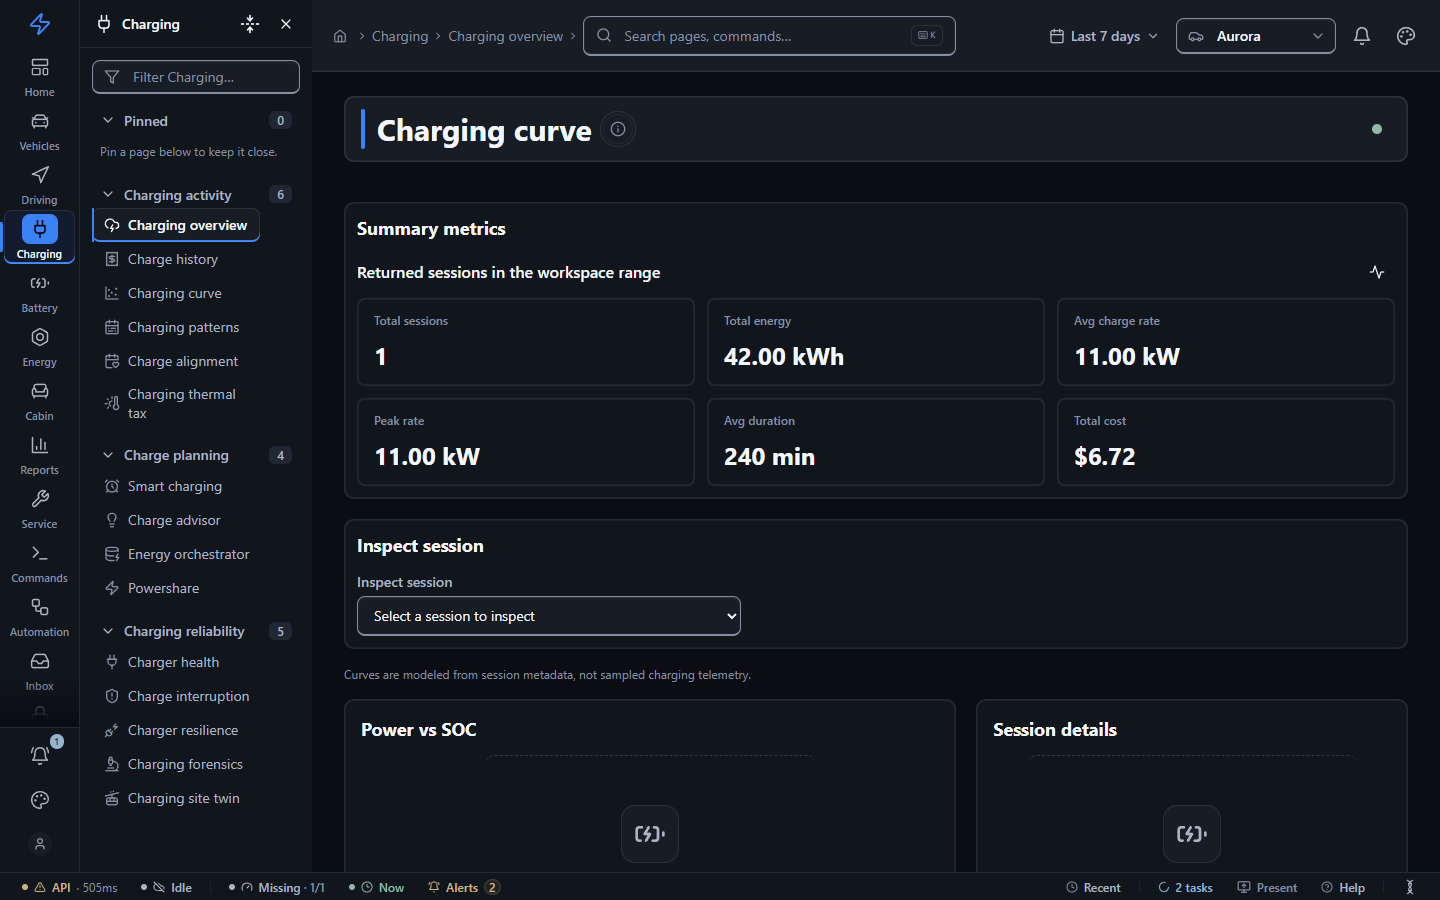 Home
Vehicles
Driving
Charging
Battery
Energy
Cabin
Reports
Service
Commands
Automation
Inbox
1
Charging
Filter Charging...
Pinned 0
Pin a page below to keep it close.
Charging activity 6
Charging overview
Charge history
Charging curve
Charging patterns
Charge alignment
Charging thermal
tax
Charge planning 4
Smart charging
Charge advisor
Energy orchestrator
Powershare
Charging reliability 5
Charger health
Charge interruption
Charger resilience
Charging forensics
Charging site twin
Charging Charging overview
Search pages, commands... K
Last 7 days
Aurora
Charging curve
Summary metrics
Returned sessions in the workspace range
Total sessions
1
Total energy
42.00 kWh
Avg charge rate
11.00 kW
Peak rate
11.00 kW
Avg duration
240 min
Total cost
$6.72
Inspect session
Inspect session
Select a session to inspect
Curves are modeled from session metadata, not sampled charging telemetry.
Power vs SOC
Session details
API · 505ms Idle Missing · 1/1 Now Alerts 2 Recent 2 tasks Present Help